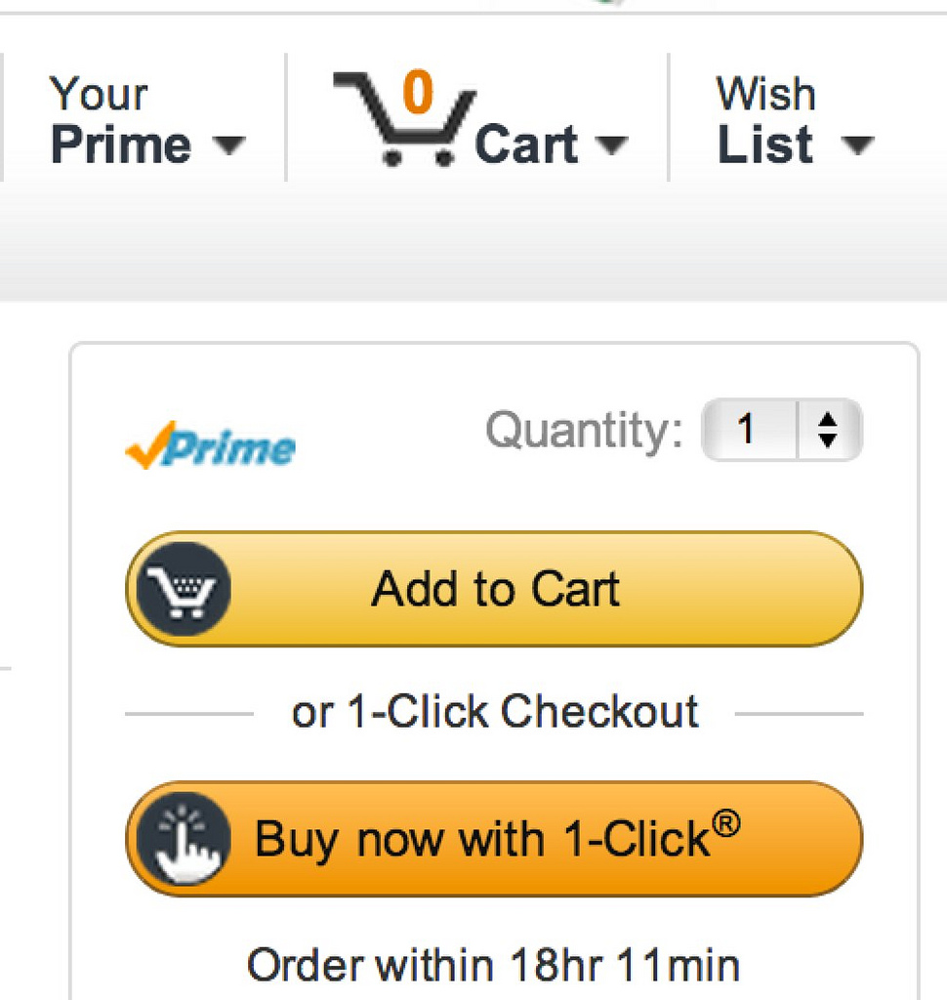 Your
Prime
0
Cart
Wish
List
Prime
Quantity: 1
Add to Cart
or 1-Click Checkout
Buy now with 1-Click®
Order within 18hr 11min